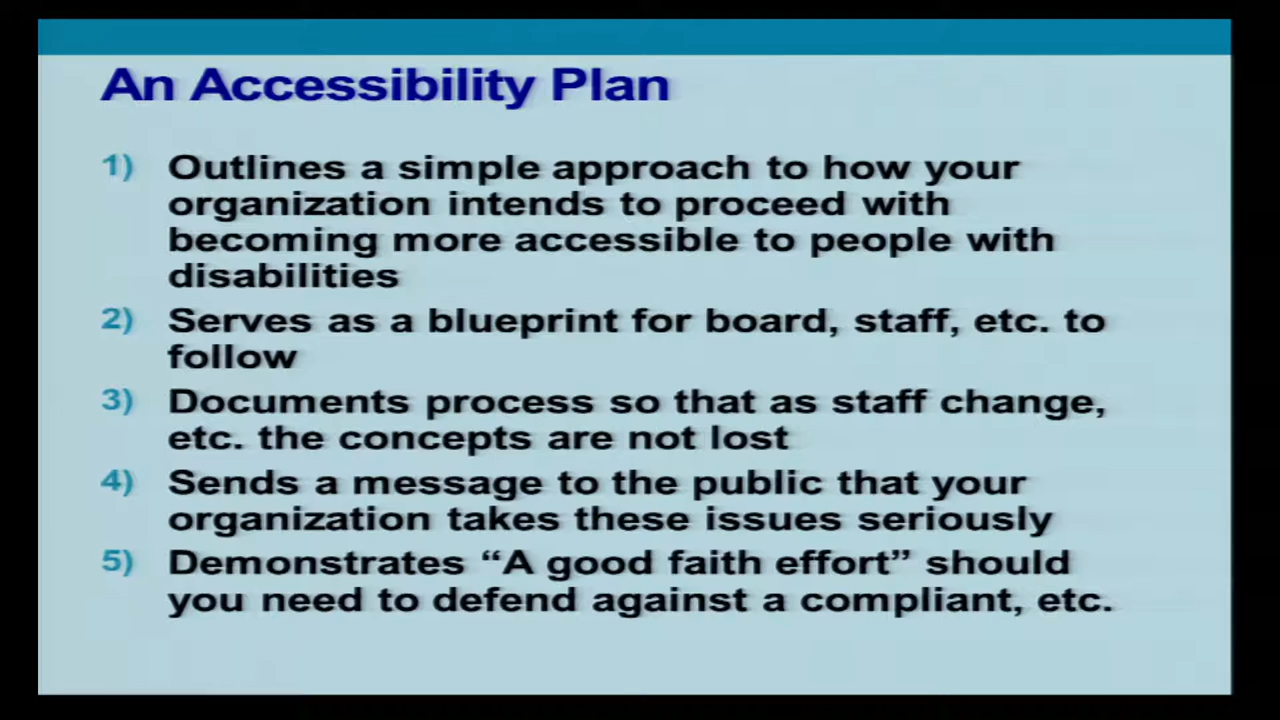 An Accessibility Plan
1) Outlines a simple approach to how your
organization intends to proceed with
becoming more accessible to people with
disabilities
2) Serves as a blueprint for board, staff, etc. to
follow
3) Documents process so that as staff change,
etc. the concepts are not lost
4) Sends a message to the public that your
organization takes these issues seriously
5) Demonstrates “A good faith effort” should
you need to defend against a compliant, etc.